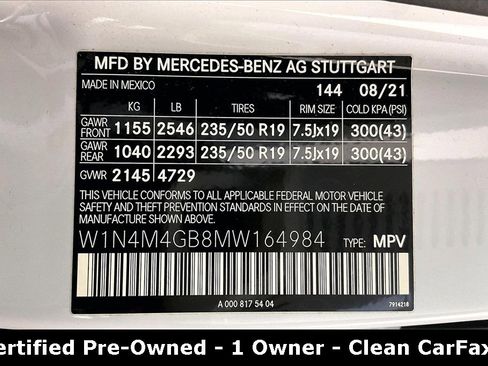 MFD BY MERCEDES-BENZ AG STUTTGART
MADE IN MEXICO 144 08/21
KG LB TIRES RIM SIZE COLD KPA (PSI)
GAWR FRONT 1155 2546 235/50 R19 7.5Jx19 300(43)
GAWR REAR 1040 2293 235/50 R19 7.5Jx19 300(43)
GVWR 2145 4729
THIS VEHICLE CONFORMS TO ALL APPLICABLE FEDERAL MOTOR VEHICLE
SAFETY AND THEFT PREVENTION STANDARDS IN EFFECT ON THE DATE OF
MANUFACTURE SHOWN ABOVE.
W1N4M4GB8MW164984 TYPE: MPV
A 000 817 54 04 7914218
ertified Pre-Owned - 1 Owner - Clean CarFax